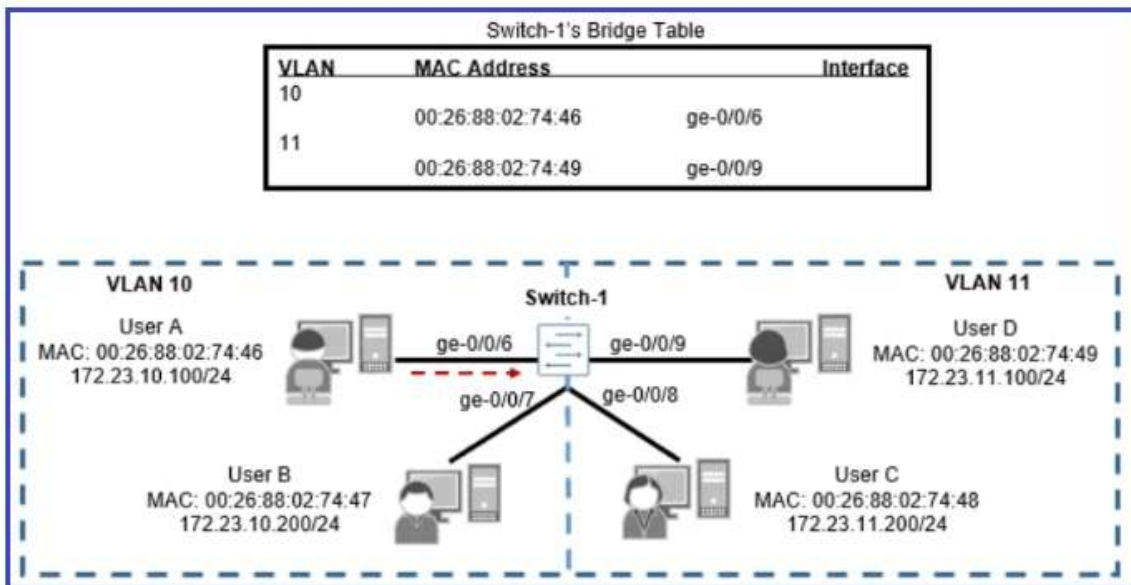 Switch-1's Bridge Table
VLAN MAC Address Interface
10
00:26:88:02:74:46 ge-0/0/6
11
00:26:88:02:74:49 ge-0/0/9
VLAN 10
VLAN 11
Switch-1
User A
MAC: 00:26:88:02:74:46
172.23.10.100/24
ge-0/0/6
ge-0/0/9
User D
MAC: 00:26:88:02:74:49
172.23.11.100/24
ge-0/0/7
ge-0/0/8
User B
MAC: 00:26:88:02:74:47
172.23.10.200/24
User C
MAC: 00:26:88:02:74:48
172.23.11.200/24